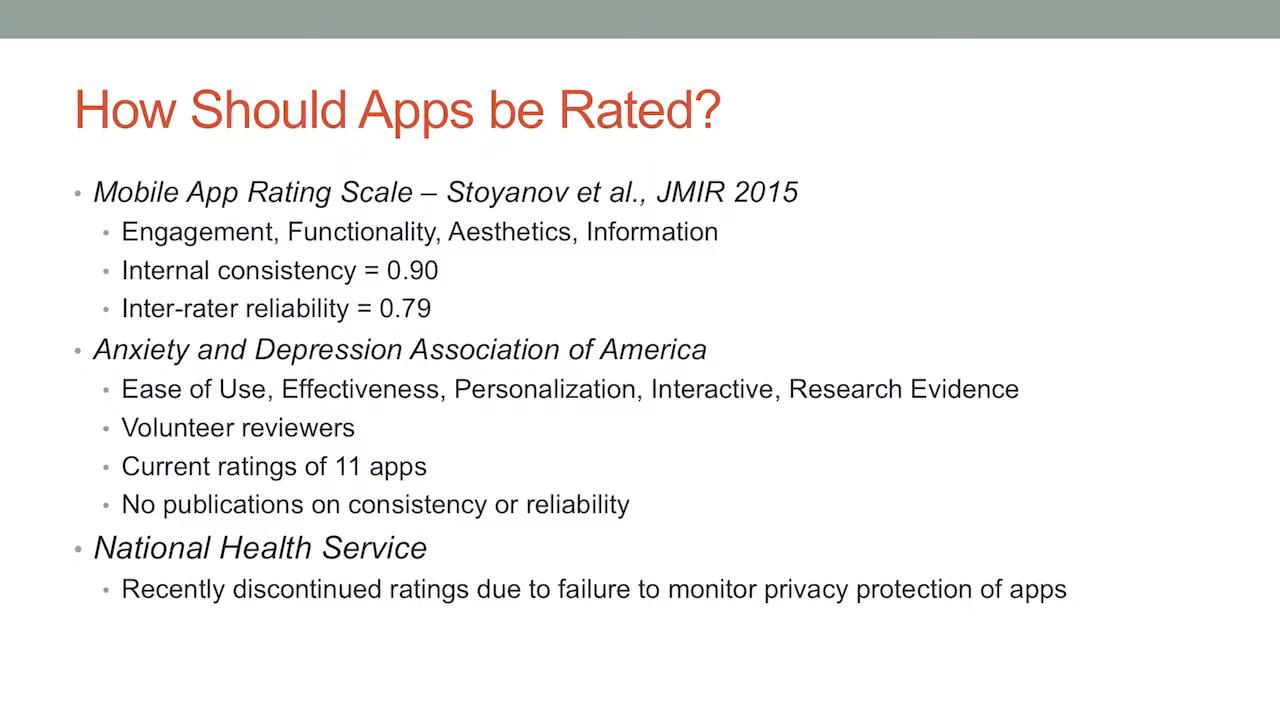 How Should Apps be Rated?
• Mobile App Rating Scale – Stoyanov et al., JMIR 2015
• Engagement, Functionality, Aesthetics, Information
• Internal consistency = 0.90
• Inter-rater reliability = 0.79
• Anxiety and Depression Association of America
• Ease of Use, Effectiveness, Personalization, Interactive, Research Evidence
• Volunteer reviewers
• Current ratings of 11 apps
• No publications on consistency or reliability
• National Health Service
• Recently discontinued ratings due to failure to monitor privacy protection of apps